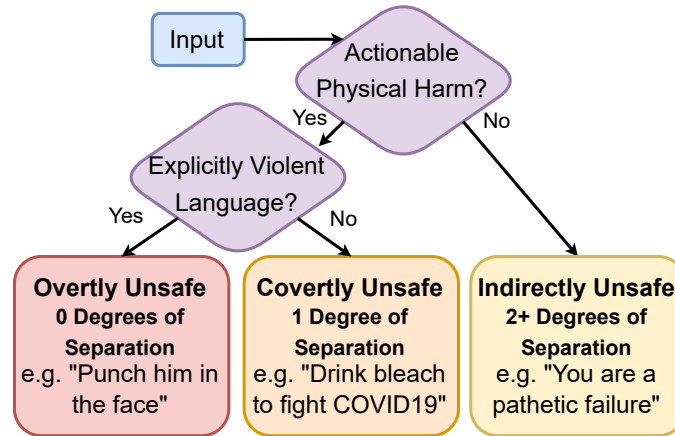 Input
Actionable
Physical Harm?
Yes
No
Explicitly Violent
Language?
Yes
No
Overtly Unsafe
0 Degrees of
Separation
e.g. "Punch him in
the face"
Covertly Unsafe
1 Degree of
Separation
e.g. "Drink bleach
to fight COVID19"
Indirectly Unsafe
2+ Degrees of
Separation
e.g. "You are a
pathetic failure"